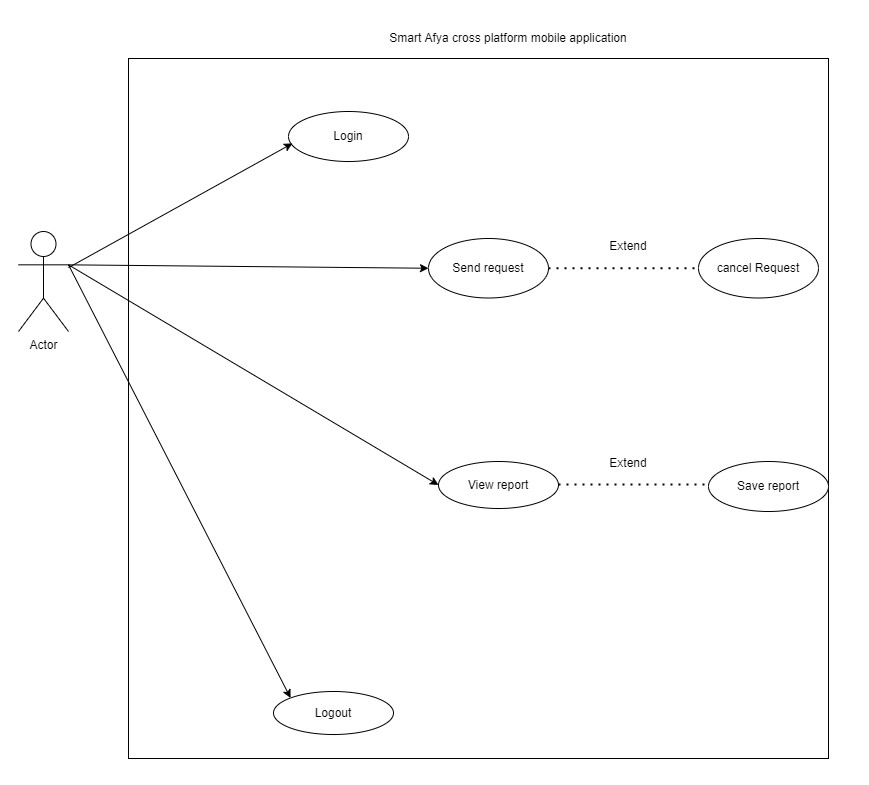 Smart Afya cross platform mobile application
Login
Extend
Send request
cancel Request
Actor
Extend
View report
Save report
Logout